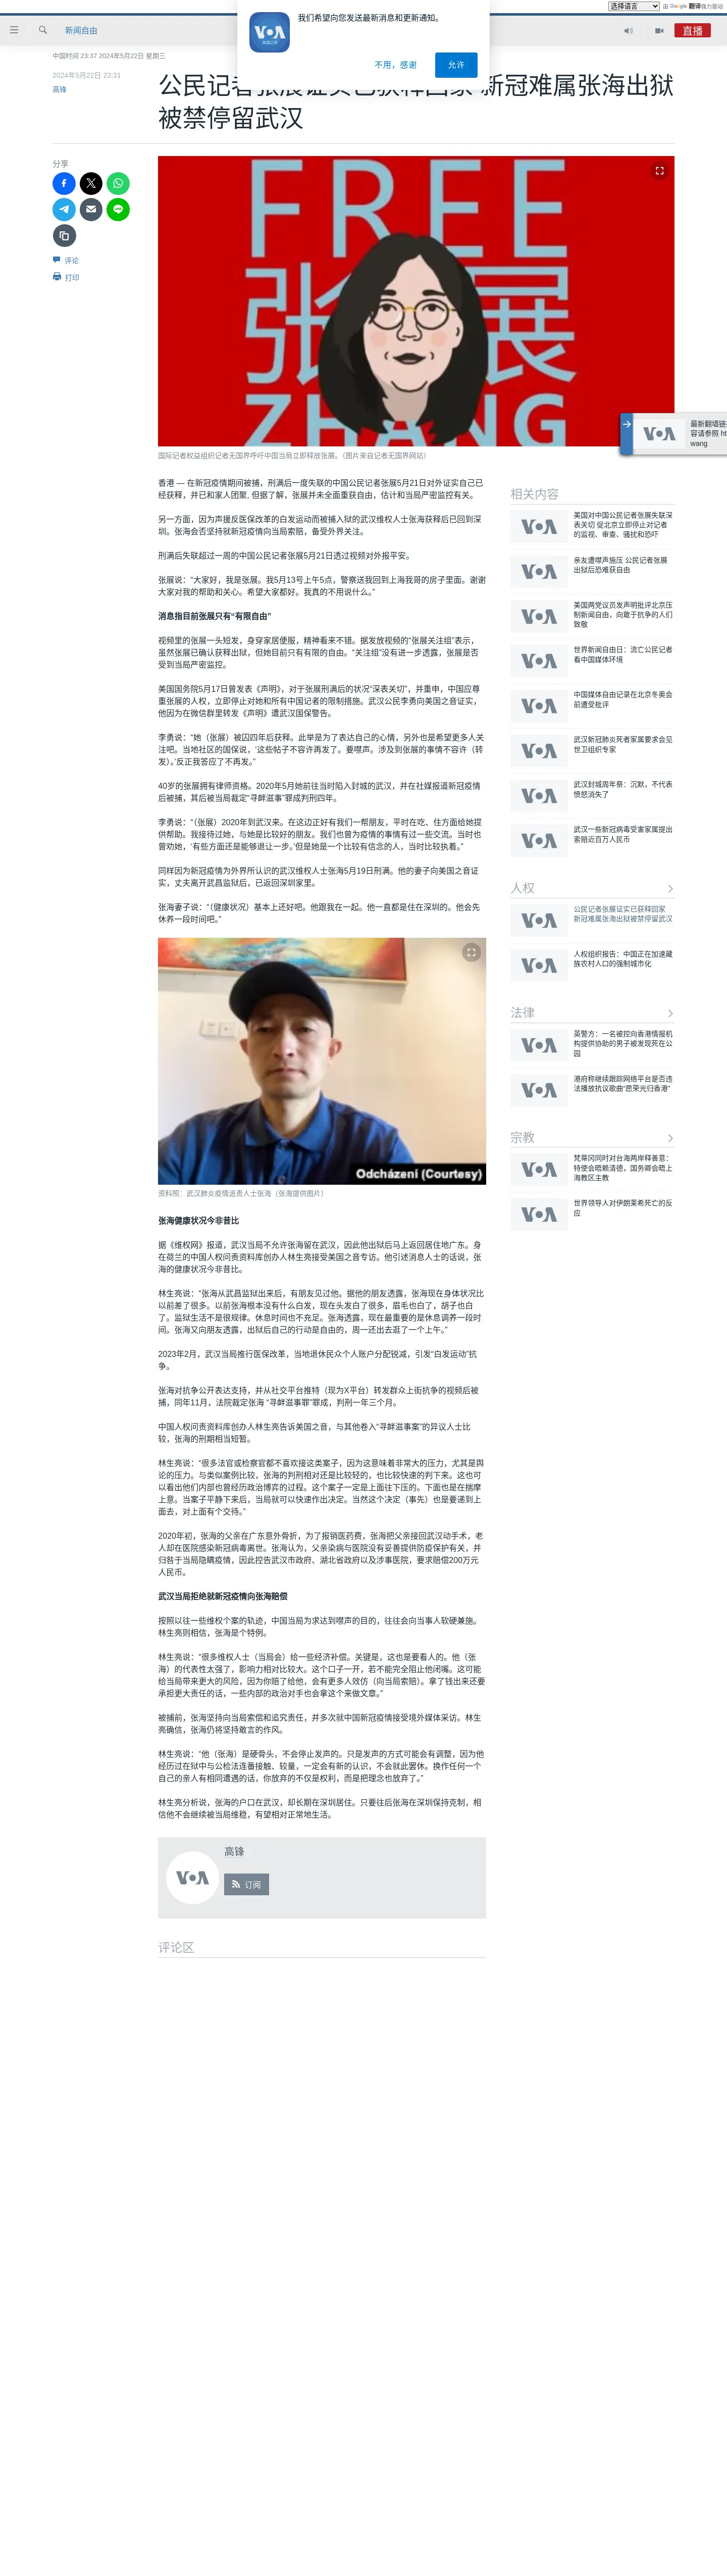 选择语言
由 Google 翻译强力驱动
VOA
我们希望向您发送最新消息和更新通知。
不用，感谢
允许
新闻自由
直播
中国时间 23:37 2024年5月22日 星期三
2024年5月22日 23:31
高锋
被禁停留武汉
分享
评论
打印
FREE
ZHANG
国际记者权益组织记者无国界呼吁中国当局立即释放张展。（图片来自记者无国界网站）
香港 — 在新冠疫情期间被捕，刑满后一度失联的中国公民记者张展5月21日对外证实自己已
经获释，并已和家人团聚, 但据了解，张展并未全面重获自由，估计和当局严密监控有关。
另一方面，因为声援反医保改革的白发运动而被捕入狱的武汉维权人士张海获释后已回到深
圳。张海会否坚持就新冠疫情向当局索赔，备受外界关注。
刑满后失联超过一周的中国公民记者张展5月21日透过视频对外报平安。
张展说：“大家好，我是张展。我5月13号上午5点，警察送我回到上海我哥的房子里面。谢谢
大家对我的帮助和关心。希望大家都好。我真的不用说什么。”
消息指目前张展只有“有限自由”
视频里的张展一头短发，身穿家居便服，精神看来不错。据发放视频的“张展关注组”表示，
虽然张展已确认获释出狱，但她目前只有有限的自由。“关注组”没有进一步透露，张展是否
受到当局严密监控。
美国国务院5月17日曾发表《声明》，对于张展刑满后的状况“深表关切”，并重申，中国应尊
重张展的人权，立即停止对她和所有中国记者的限制措施。武汉公民李勇向美国之音证实，
他因为在微信群里转发《声明》遭武汉国保警告。
李勇说：“她（张展）被囚四年后获释。此举是为了表达自己的心情，另外也是希望更多人关
注吧。当地社区的国保说，‘这些帖子不容许再发了。要噤声。涉及到张展的事情不容许（转
发）。’反正我答应了不再发。”
40岁的张展拥有律师资格。2020年5月她前往当时陷入封城的武汉，并在社媒报道新冠疫情
后被捕，其后被当局裁定“寻衅滋事”罪成判刑四年。
李勇说：“（张展）2020年到武汉来。在这边正好有我们一帮朋友，平时在吃、住方面给她提
供帮助。我接待过她，与她是比较好的朋友。我们也曾为疫情的事情有过一些交流。当时也
曾劝她，‘有些方面还是能够退让一步。’但是她是一个比较有信念的人，当时比较执着。”
同样因为新冠疫情为外界所认识的武汉维权人士张海5月19日刑满。他的妻子向美国之音证
实，丈夫离开武昌监狱后，已返回深圳家里。
张海妻子说：“（健康状况）基本上还好吧。他跟我在一起。他一直都是住在深圳的。他会先
休养一段时间吧。”
Odcházení (Courtesy)
资料照：武汉肺炎疫情追责人士张海（张海提供图片）
张海健康状况今非昔比
据《维权网》报道，武汉当局不允许张海留在武汉，因此他出狱后马上返回居住地广东。身
在荷兰的中国人权问责资料库创办人林生亮接受美国之音专访。他引述消息人士的话说，张
海的健康状况今非昔比。
林生亮说：“张海从武昌监狱出来后，有朋友见过他。据他的朋友透露，张海现在身体状况比
以前差了很多。以前张海根本没有什么白发，现在头发白了很多，眉毛也白了，胡子也白
了。监狱生活不是很规律。休息时间也不充足。张海透露，现在最重要的是休息调养一段时
间。张海又向朋友透露，出狱后自己的行动是自由的，周一还出去逛了一个上午。”
2023年2月，武汉当局推行医保改革，当地退休民众个人账户分配锐减，引发“白发运动”抗
争。
张海对抗争公开表达支持，并从社交平台推特（现为X平台）转发群众上街抗争的视频后被
捕，同年11月，法院裁定张海 “寻衅滋事罪”罪成，判刑一年三个月。
中国人权问责资料库创办人林生亮告诉美国之音，与其他卷入“寻衅滋事案”的异议人士比
较，张海的刑期相当短暂。
林生亮说：“很多法官或检察官都不喜欢接这类案子，因为这意味着非常大的压力，尤其是舆
论的压力。与类似案例比较，张海的判刑相对还是比较轻的，也比较快速的判下来。这也可
以看出他们内部也曾经历政治博弈的过程。这个案子一定是上面往下压的。下面也是在揣摩
上意。当案子平静下来后，当局就可以快速作出决定。当然这个决定（事先）也是要递到上
面去，对上面有个交待。”
2020年初，张海的父亲在广东意外骨折，为了报销医药费，张海把父亲接回武汉动手术，老
人却在医院感染新冠病毒离世。张海认为，父亲染病与医院没有妥善提供防疫保护有关，并
归咎于当局隐瞒疫情，因此控告武汉市政府、湖北省政府以及涉事医院，要求赔偿200万元
人民币。
武汉当局拒绝就新冠疫情向张海赔偿
按照以往一些维权个案的轨迹，中国当局为求达到噤声的目的，往往会向当事人软硬兼施。
林生亮则相信，张海是个特例。
林生亮说：“很多维权人士（当局会）给一些经济补偿。关键是，这也是要看人的。他（张
海）的代表性太强了，影响力相对比较大。这个口子一开，若不能完全阻止他闭嘴。这可能
给当局带来更大的风险，因为你赔了给他，会有更多人效仿（向当局索赔）。拿了钱出来还要
承担更大责任的话，一些内部的政治对手也会拿这个来做文章。”
被捕前，张海坚持向当局索偿和追究责任，并多次就中国新冠疫情接受境外媒体采访。林生
亮确信，张海仍将坚持敢言的作风。
林生亮说：“他（张海）是硬骨头，不会停止发声的。只是发声的方式可能会有调整，因为他
经历过在狱中与公检法连番接触、较量，一定会有新的认识，不会就此罢休。换作任何一个
自己的亲人有相同遭遇的话，你放弃的不仅是权利，而是把理念也放弃了。”
林生亮分析说，张海的户口在武汉，却长期在深圳居住。只要往后张海在深圳保持克制，相
信他不会继续被当局维稳，有望相对正常地生活。
VOA
高锋
订阅
评论区
VOA
最新翻墙链
容请参照 ht
wang
相关内容
美国对中国公民记者张展失联深
表关切 促北京立即停止对记者
的监视、审查、骚扰和恐吓
亲友遭噤声施压 公民记者张展
出狱后恐难获自由
美国两党议员发声明批评北京压
制新闻自由，向敢于抗争的人们
致敬
世界新闻自由日：流亡公民记者
看中国媒体环境
中国媒体自由记录在北京冬奥会
前遭受批评
武汉新冠肺炎死者家属要求会见
世卫组织专家
武汉封城周年祭：沉默，不代表
愤怒消失了
武汉一些新冠病毒受害家属提出
索赔近百万人民币
人权
公民记者张展证实已获释回家
新冠难属张海出狱被禁停留武汉
人权组织报告：中国正在加速藏
族农村人口的强制城市化
法律
英警方：一名被控向香港情报机
构提供协助的男子被发现死在公
园
港府称继续跟踪网络平台是否违
法播放抗议歌曲“愿荣光归香港”
宗教
梵蒂冈同时对台海两岸释善意：
特使会晤赖清德，国务卿会晤上
海教区主教
世界领导人对伊朗莱希死亡的反
应